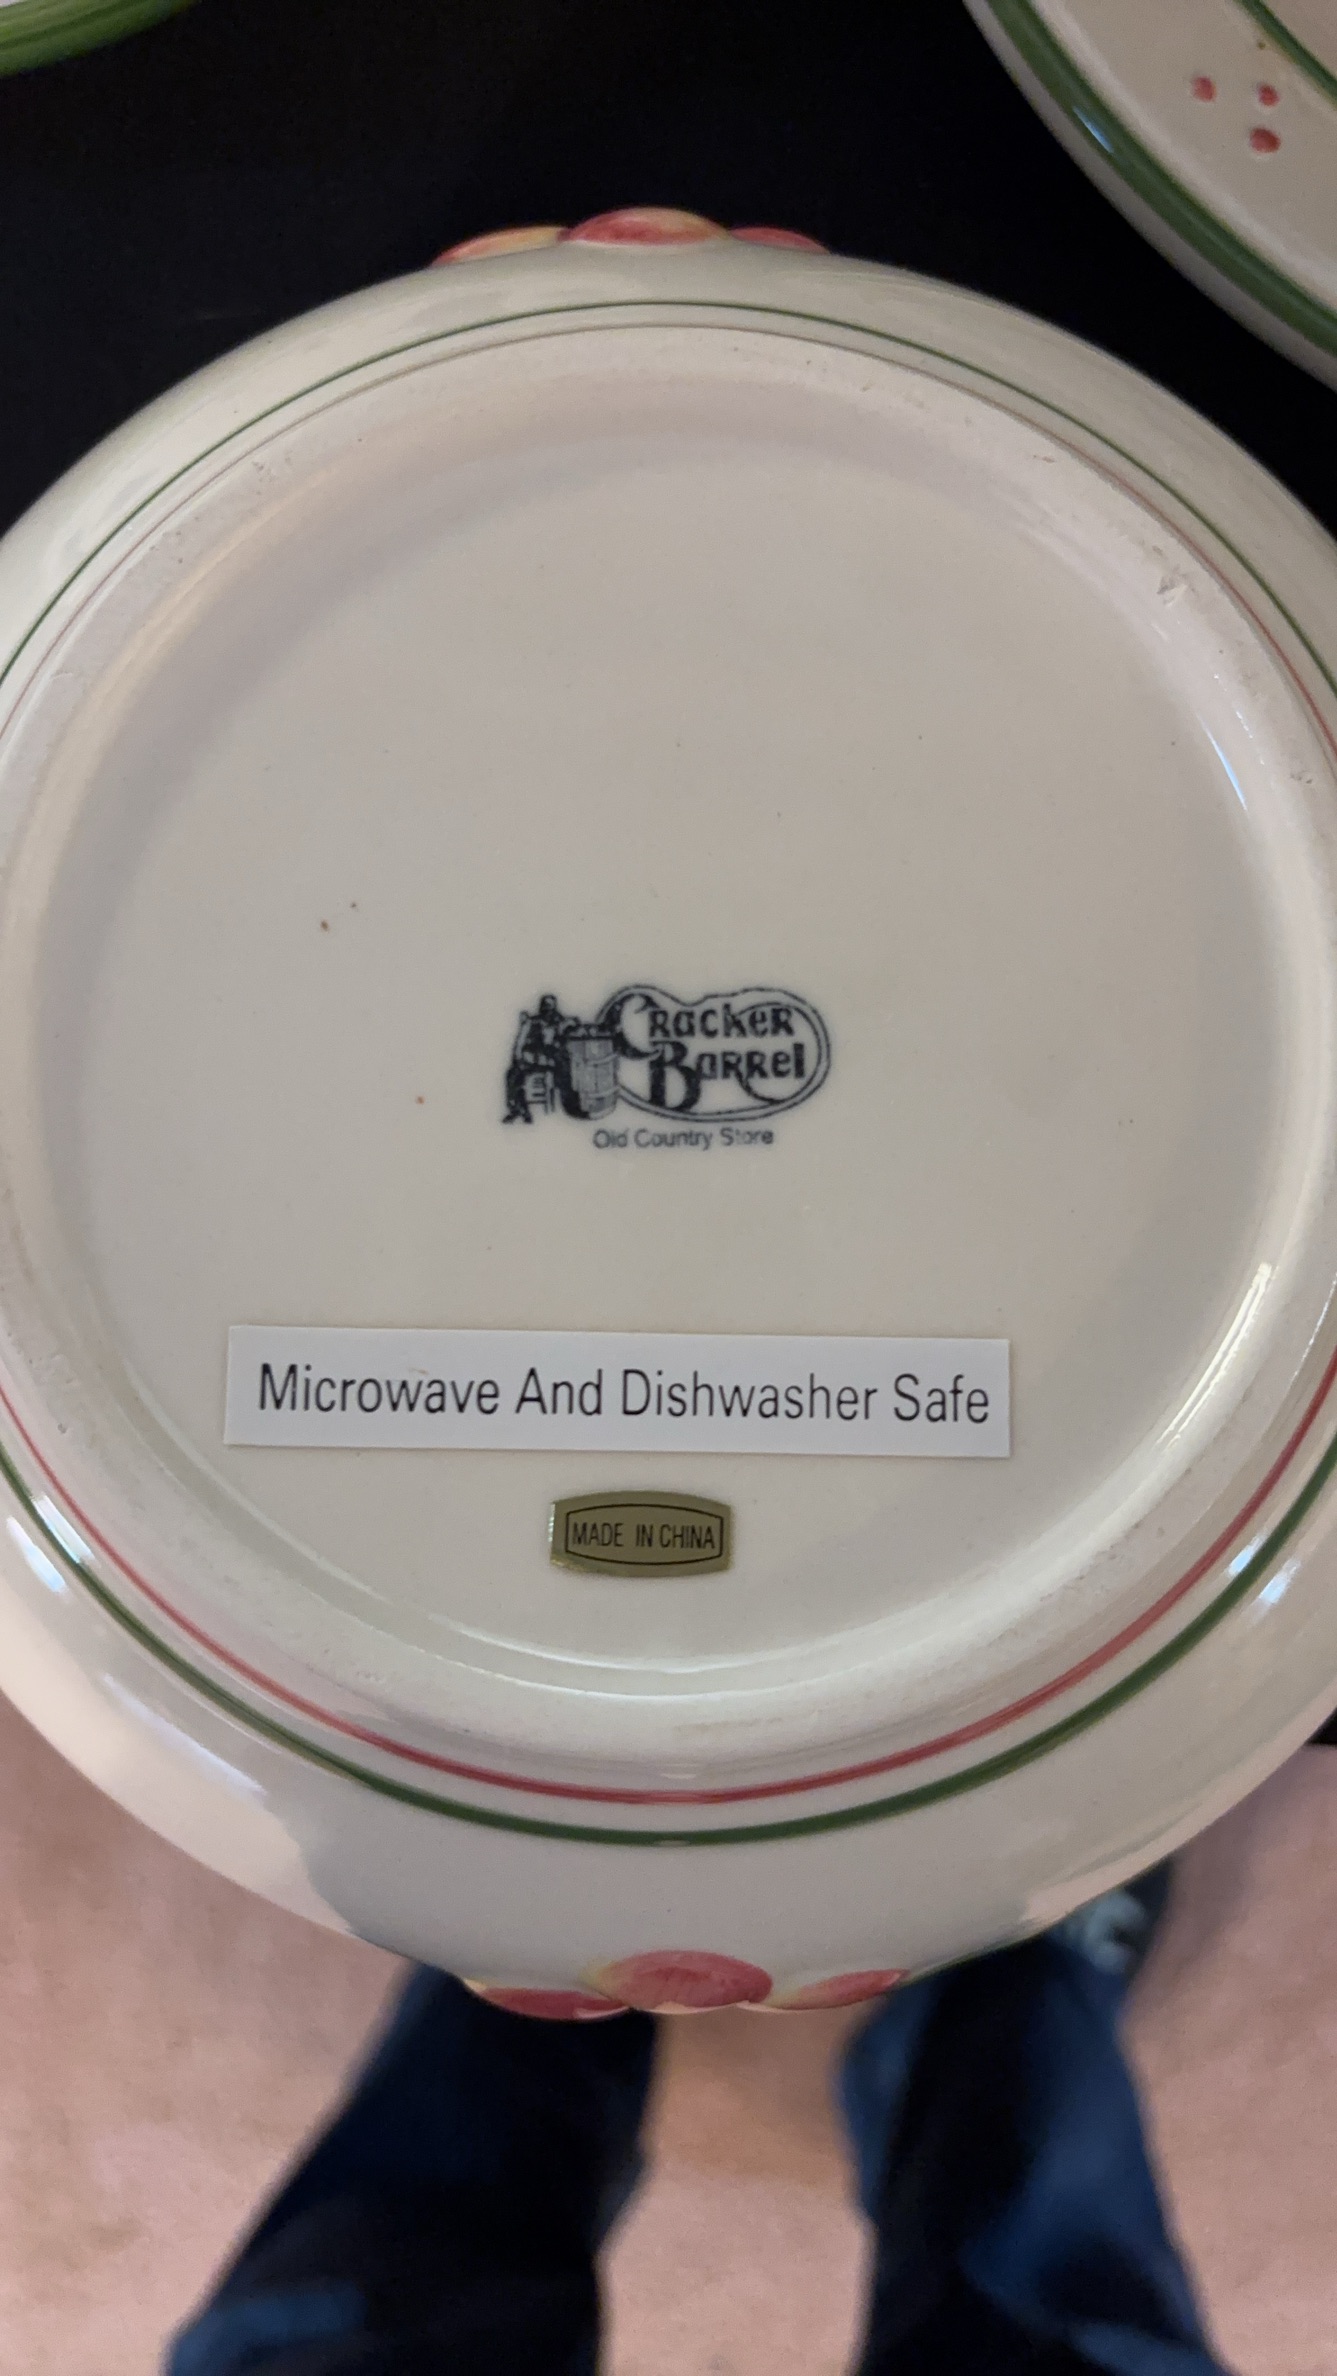 Cracker
Barrel
Old Country Store
Microwave And Dishwasher Safe
MADE IN CHINA